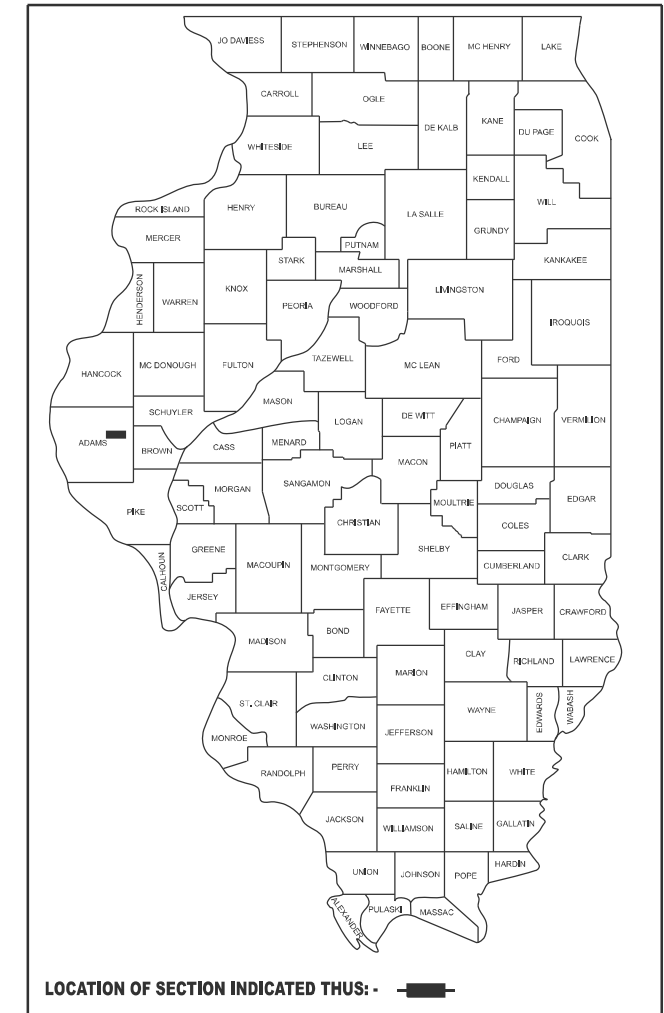 JO DAVIESS
STEPHENSON
WINNEBAGO
BOONE
MC HENRY
LAKE
CARROLL
OGLE
DE KALB
KANE
DU PAGE
COOK
WHITESIDE
LEE
KENDALL
WILL
ROCK ISLAND
HENRY
BUREAU
LA SALLE
GRUNDY
MERCER
PUTNAM
STARK
MARSHALL
KANKAKEE
HENDERSON
WARREN
KNOX
PEORIA
WOODFORD
LIVINGSTON
IROQUOIS
HANCOCK
MC DONOUGH
FULTON
TAZEWELL
MC LEAN
FORD
SCHUYLER
MASON
LOGAN
DE WITT
PIATT
CHAMPAIGN
VERMILION
ADAMS
BROWN
CASS
MENARD
MACON
PIKE
SCOTT
MORGAN
SANGAMON
CHRISTIAN
MOULTRIE
DOUGLAS
EDGAR
COLES
CALHOUN
GREENE
MACOUPIN
MONTGOMERY
SHELBY
CUMBERLAND
CLARK
JERSEY
FAYETTE
EFFINGHAM
JASPER
CRAWFORD
MADISON
BOND
CLAY
RICHLAND
LAWRENCE
CLINTON
MARION
ST. CLAIR
WASHINGTON
WAYNE
EDWARDS
WABASH
MONROE
JEFFERSON
RANDOLPH
PERRY
HAMILTON
WHITE
FRANKLIN
JACKSON
WILLIAMSON
SALINE
GALLATIN
UNION
JOHNSON
POPE
HARDIN
ALEXANDER
PULASKI
MASSAC
LOCATION OF SECTION INDICATED THUS: -